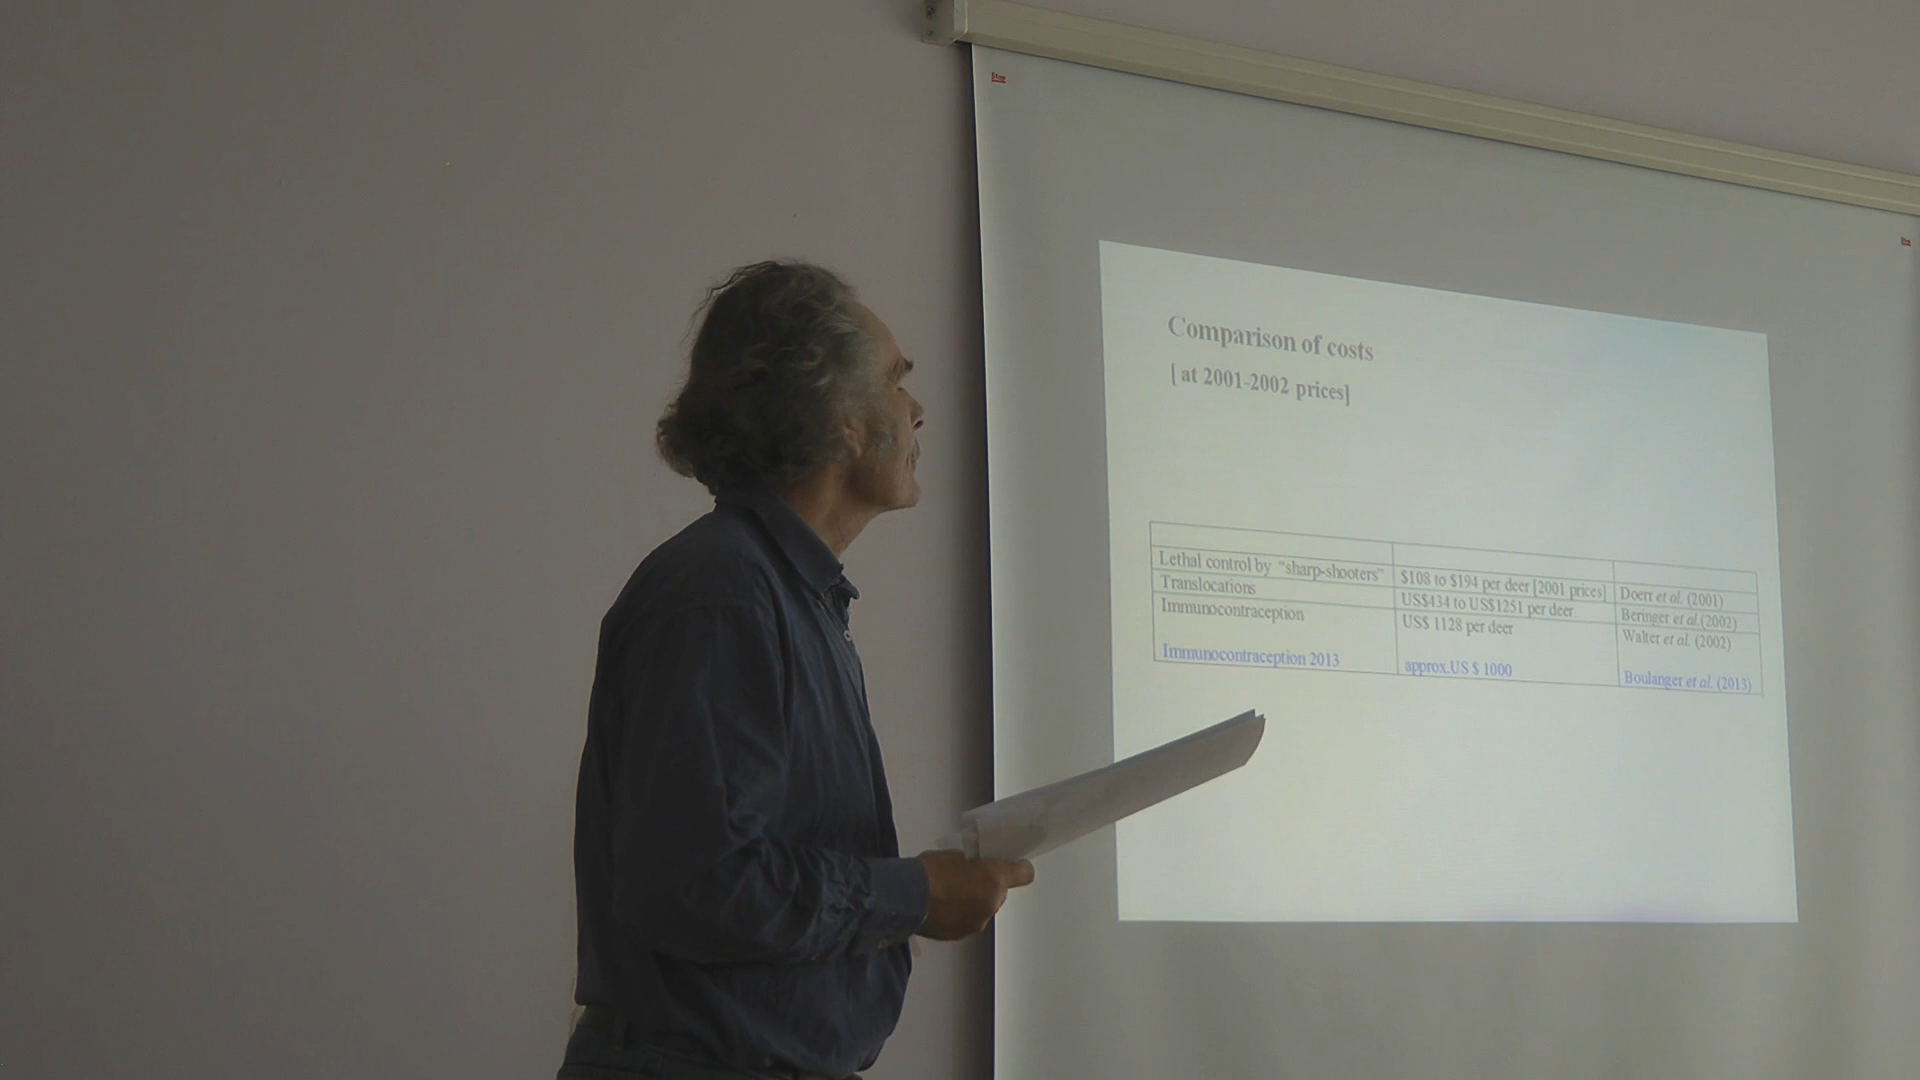 Comparison of costs
[ at 2001-2002 prices]
Lethal control by "sharp-shooters" $108 to $194 per deer [2001 prices] Doerr et al. (2001)
Translocations US$434 to US$1251 per deer Beringer et al.(2002)
Immunocontraception US$ 1128 per deer Walter et al. (2002)
Immunocontraception 2013 approx.US $ 1000 Boulanger et al. (2013)